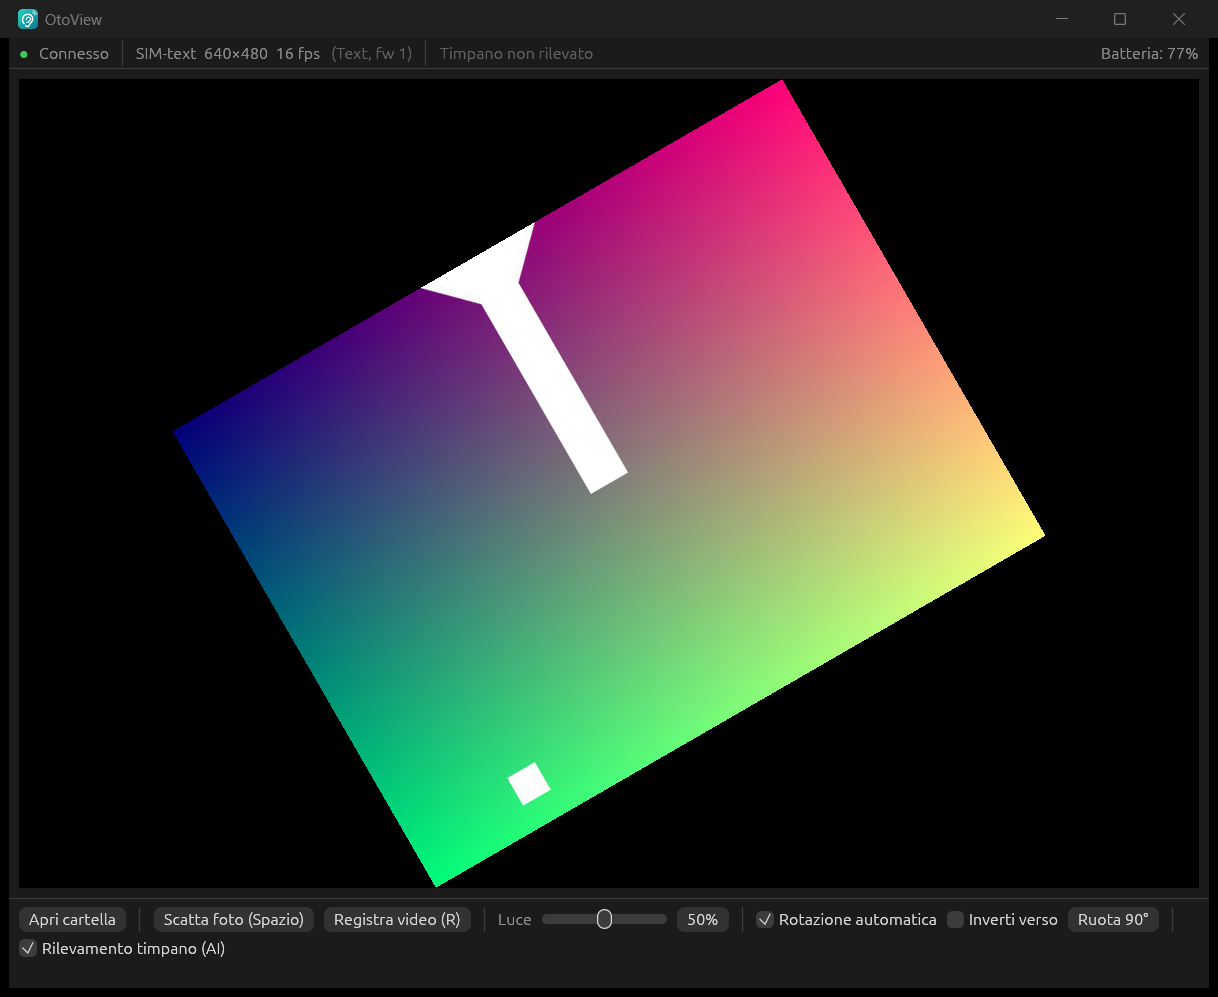 OtoView
Connesso SIM-text 640×480 16 fps (Text, fw 1) Timpano non rilevato Batteria: 77%
Apri cartella Scatta foto (Spazio) Registra video (R) Luce 50% Rotazione automatica Inverti verso Ruota 90°
Rilevamento timpano (AI)